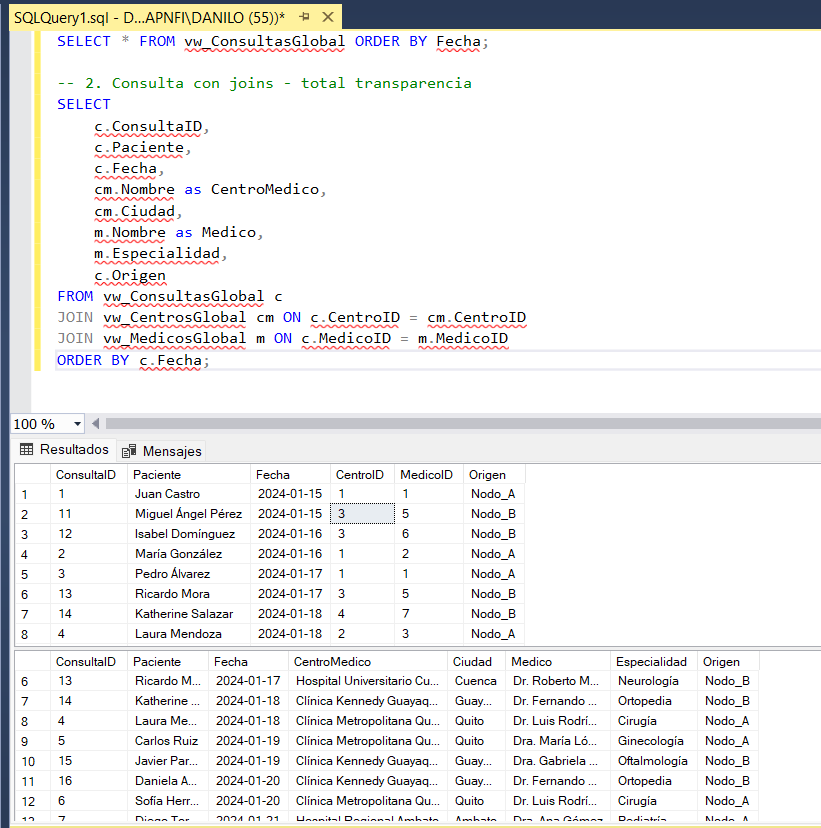 SQLQuery1.sql - D...APNFI\DANILO (55))*
SELECT * FROM vw_ConsultasGlobal ORDER BY Fecha;
-- 2. Consulta con joins - total transparencia
SELECT
c.ConsultaID,
c.Paciente,
c.Fecha,
cm.Nombre as CentroMedico,
cm.Ciudad,
m.Nombre as Medico,
m.Especialidad,
c.Origen
FROM vw_ConsultasGlobal c
JOIN vw_CentrosGlobal cm ON c.CentroID = cm.CentroID
JOIN vw_MedicosGlobal m ON c.MedicoID = m.MedicoID
ORDER BY c.Fecha;
100 %
Resultados Mensajes
ConsultaID Paciente Fecha CentroID MedicoID Origen
1 1 Juan Castro 2024-01-15 1 1 Nodo_A
2 11 Miguel Ángel Pérez 2024-01-15 3 5 Nodo_B
3 12 Isabel Domínguez 2024-01-16 3 6 Nodo_B
4 2 María González 2024-01-16 1 2 Nodo_A
5 3 Pedro Álvarez 2024-01-17 1 1 Nodo_A
6 13 Ricardo Mora 2024-01-17 3 5 Nodo_B
7 14 Katherine Salazar 2024-01-18 4 7 Nodo_B
8 4 Laura Mendoza 2024-01-18 2 3 Nodo_A
ConsultaID Paciente Fecha CentroMedico Ciudad Medico Especialidad Origen
6 13 Ricardo M... 2024-01-17 Hospital Universitario Cu... Cuenca Dr. Roberto M... Neurología Nodo_B
7 14 Katherine ... 2024-01-18 Clínica Kennedy Guayaq... Guay... Dr. Fernando ... Ortopedia Nodo_B
8 4 Laura Me... 2024-01-18 Clínica Metropolitana Qu... Quito Dr. Luis Rodrí... Cirugía Nodo_A
9 5 Carlos Ruiz 2024-01-19 Clínica Metropolitana Qu... Quito Dra. María Ló... Ginecología Nodo_A
10 15 Javier Par... 2024-01-19 Clínica Kennedy Guayaq... Guay... Dra. Gabriela ... Oftalmología Nodo_B
11 16 Daniela A... 2024-01-20 Clínica Kennedy Guayaq... Guay... Dr. Fernando ... Ortopedia Nodo_B
12 6 Sofía Herr... 2024-01-20 Clínica Metropolitana Qu... Quito Dr. Luis Rodrí... Cirugía Nodo_A
13 7 Diego Tor... 2024-01-21 Hospital Regional Ambato Ambato Dra. Ana Gómez Pediatría Nodo_A